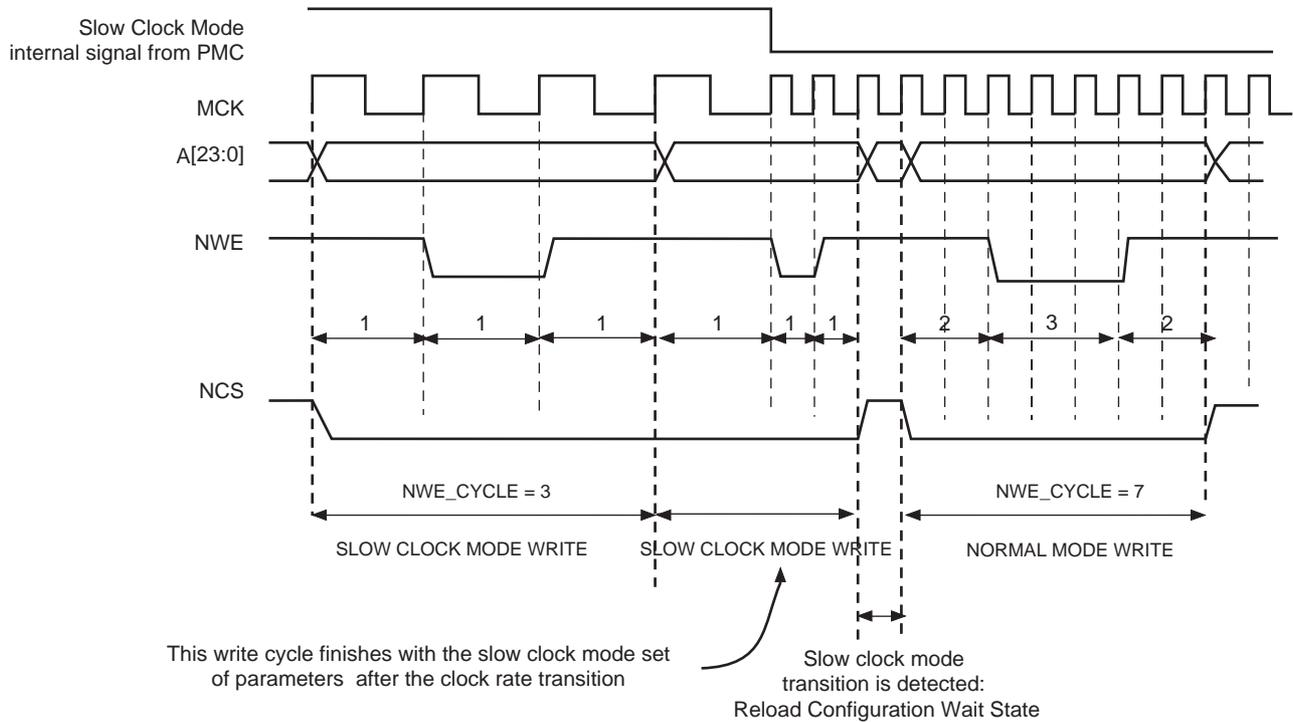 Slow Clock Mode
internal signal from PMC
MCK
A[23:0]
NWE
1 1 1 1 1 1 2 3 2
NCS
NWE_CYCLE = 3 NWE_CYCLE = 7
SLOW CLOCK MODE WRITE SLOW CLOCK MODE WRITE NORMAL MODE WRITE
This write cycle finishes with the slow clock mode set
of parameters after the clock rate transition
Slow clock mode
transition is detected:
Reload Configuration Wait State